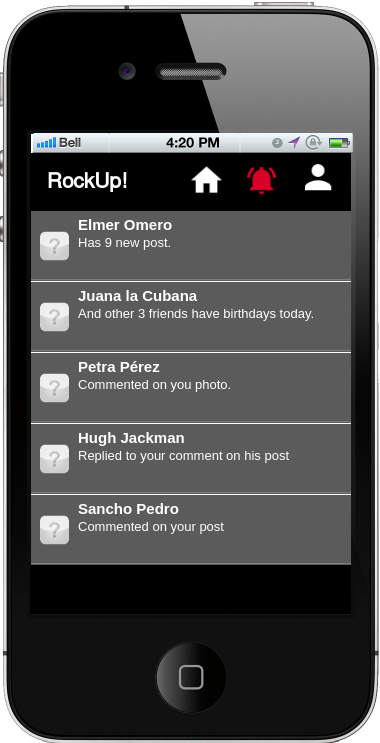 Bell 4:20 PM
RockUp!
Elmer Omero
Has 9 new post.
Juana la Cubana
And other 3 friends have birthdays today.
Petra Pérez
Commented on you photo.
Hugh Jackman
Replied to your comment on his post
Sancho Pedro
Commented on your post